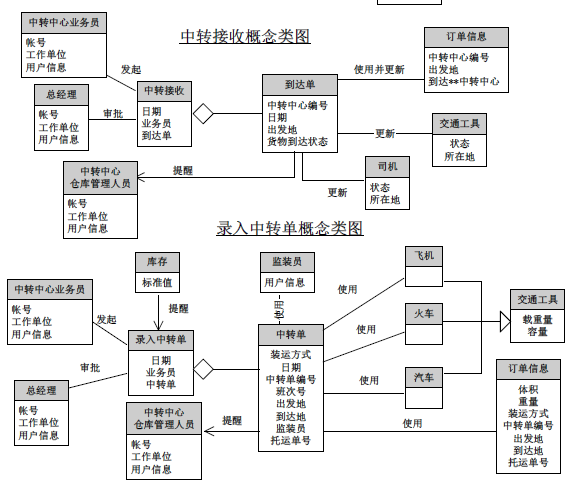 中转接收概念类图
中转中心业务员
帐号
工作单位
用户信息
发起
总经理
帐号
工作单位
用户信息
审批
中转接收
日期
业务员
到达单
到达单
中转中心编号
日期
出发地
货物到达状态
使用并更新
订单信息
中转中心编号
出发地
到达**中转中心
更新
交通工具
状态
所在地
更新
司机
状态
所在地
提醒
中转中心
仓库管理人员
帐号
工作单位
用户信息
录入中转单概念类图
中转中心业务员
帐号
工作单位
用户信息
发起
库存
标准值
提醒
监装员
用户信息
使用
总经理
帐号
工作单位
用户信息
审批
录入中转单
日期
业务员
中转单
中转单
装运方式
日期
中转单编号
班次号
出发地
到达地
监装员
托运单号
提醒
中转中心
仓库管理人员
帐号
工作单位
用户信息
使用
飞机
使用
火车
使用
汽车
交通工具
载重量
容量
使用
订单信息
体积
重量
装运方式
中转单编号
出发地
到达地
托运单号